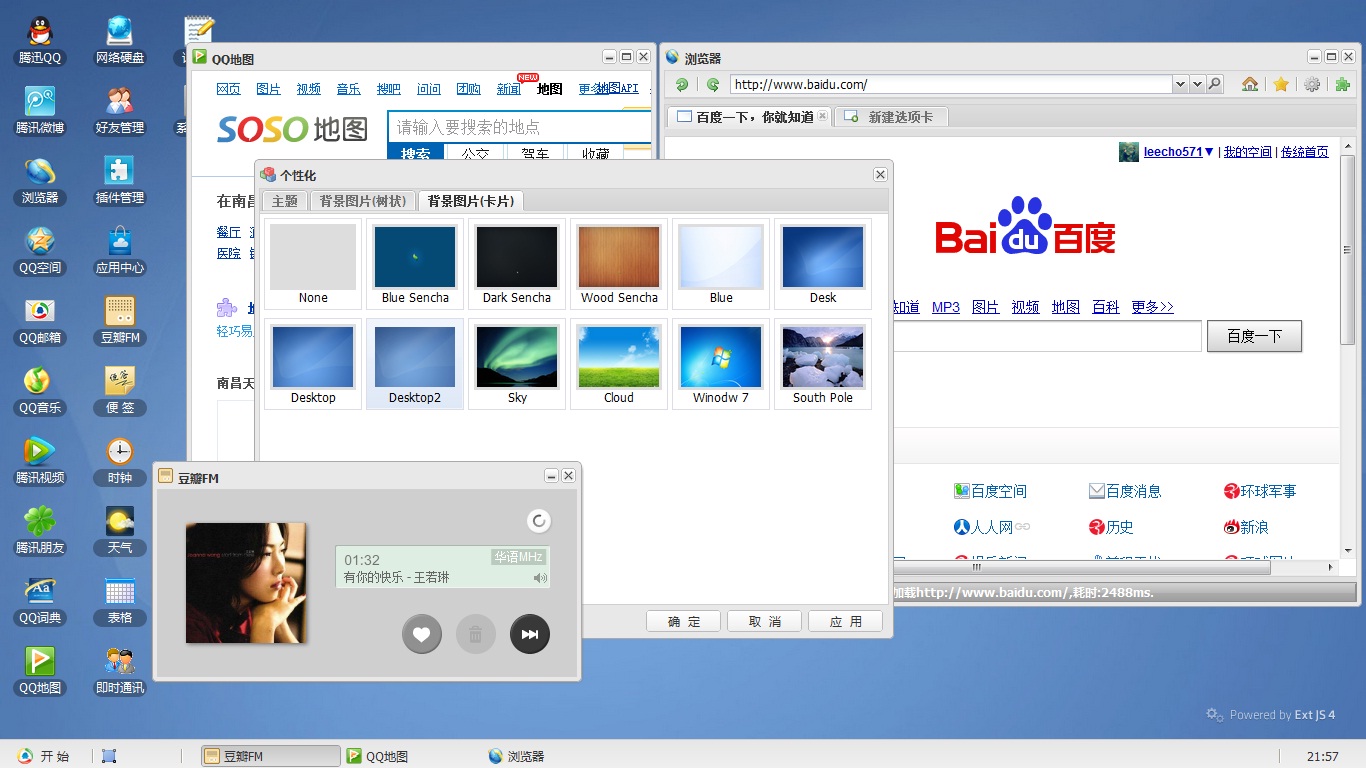 腾迅QQ
网络硬盘
腾讯微博
好友管理
浏览器
插件管理
QQ空间
应用中心
QQ邮箱
豆瓣FM
QQ音乐
便 签
腾讯视频
时钟
腾讯朋友
天气
QQ词典
表格
QQ地图
即时通讯
QQ地图
网页 图片 视频 音乐 搜吧 问问 团购 新闻 NEW 地图 地图API
SOSO 地图
请输入要搜索的地点
搜索 公交 驾车 收藏
在南昌
餐厅
医院
轻巧易
南昌天
浏览器
http://www.baidu.com/
百度一下，你就知道
新建选项卡
leecho571▼ | 我的空间 | 传统首页
Bai du 百度
知道 MP3 图片 视频 地图 百科 更多>>
百度一下
百度空间 百度消息 环球军事
人人网 历史 新浪
加载http://www.baidu.com/,耗时:2488ms.
个性化
主题 背景图片(树状) 背景图片(卡片)
None Blue Sencha Dark Sencha Wood Sencha Blue Desk
Desktop Desktop2 Sky Cloud Winodw 7 South Pole
确 定 取 消 应 用
豆瓣FM
01:32 华语MHz
有你的快乐 - 王若琳
Powered by Ext JS 4
开 始 豆瓣FM QQ地图 浏览器 21:57